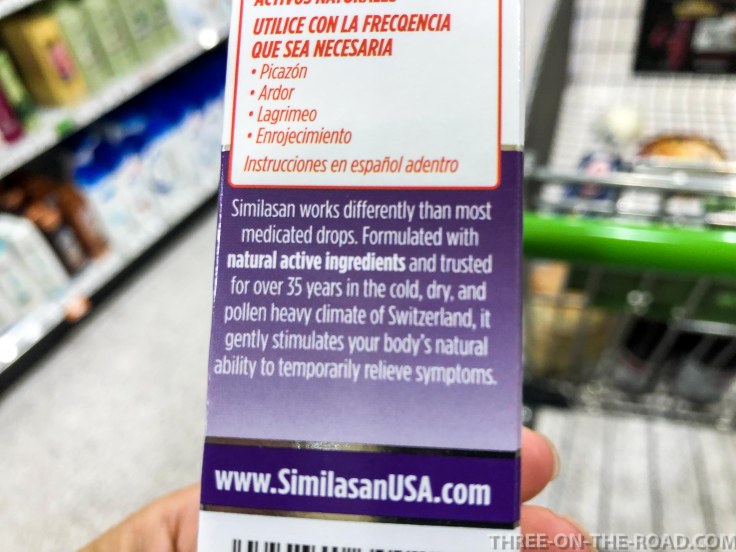 ACTIVOS NATURALES
UTILICE CON LA FRECQENCIA
QUE SEA NECESARIA
• Picazón
• Ardor
• Lagrimeo
• Enrojecimiento
Instrucciones en español adentro
Similasan works differently than most
medicated drops. Formulated with
natural active ingredients and trusted
for over 35 years in the cold, dry, and
pollen heavy climate of Switzerland, it
gently stimulates your body's natural
ability to temporarily relieve symptoms.
www.SimilasanUSA.com
THREE-ON-THE-ROAD.COM